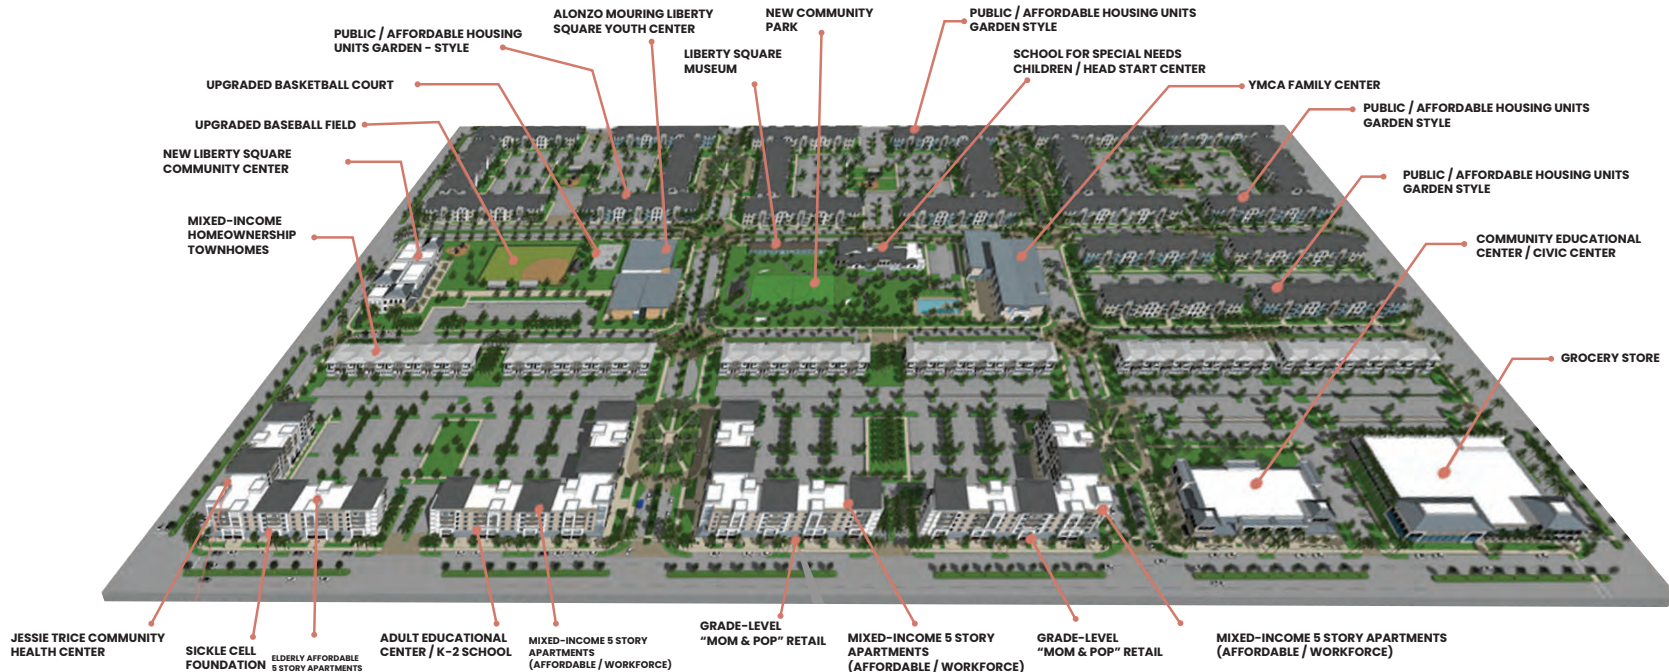 ALONZO MOURING LIBERTY
SQUARE YOUTH CENTER
NEW COMMUNITY
PARK
PUBLIC / AFFORDABLE HOUSING UNITS
GARDEN STYLE
PUBLIC / AFFORDABLE HOUSING
UNITS GARDEN - STYLE
LIBERTY SQUARE
MUSEUM
SCHOOL FOR SPECIAL NEEDS
CHILDREN / HEAD START CENTER
UPGRADED BASKETBALL COURT
YMCA FAMILY CENTER
PUBLIC / AFFORDABLE HOUSING UNITS
GARDEN STYLE
UPGRADED BASEBALL FIELD
NEW LIBERTY SQUARE
COMMUNITY CENTER
PUBLIC / AFFORDABLE HOUSING UNITS
GARDEN STYLE
MIXED-INCOME
HOMEOWNERSHIP
TOWNHOMES
COMMUNITY EDUCATIONAL
CENTER / CIVIC CENTER
GROCERY STORE
JESSIE TRICE COMMUNITY
HEALTH CENTER
SICKLE CELL
FOUNDATION
ELDERLY AFFORDABLE
5 STORY APARTMENTS
ADULT EDUCATIONAL
CENTER / K-2 SCHOOL
MIXED-INCOME 5 STORY
APARTMENTS
(AFFORDABLE / WORKFORCE)
GRADE-LEVEL
“MOM & POP” RETAIL
MIXED-INCOME 5 STORY
APARTMENTS
(AFFORDABLE / WORKFORCE)
GRADE-LEVEL
“MOM & POP” RETAIL
MIXED-INCOME 5 STORY APARTMENTS
(AFFORDABLE / WORKFORCE)